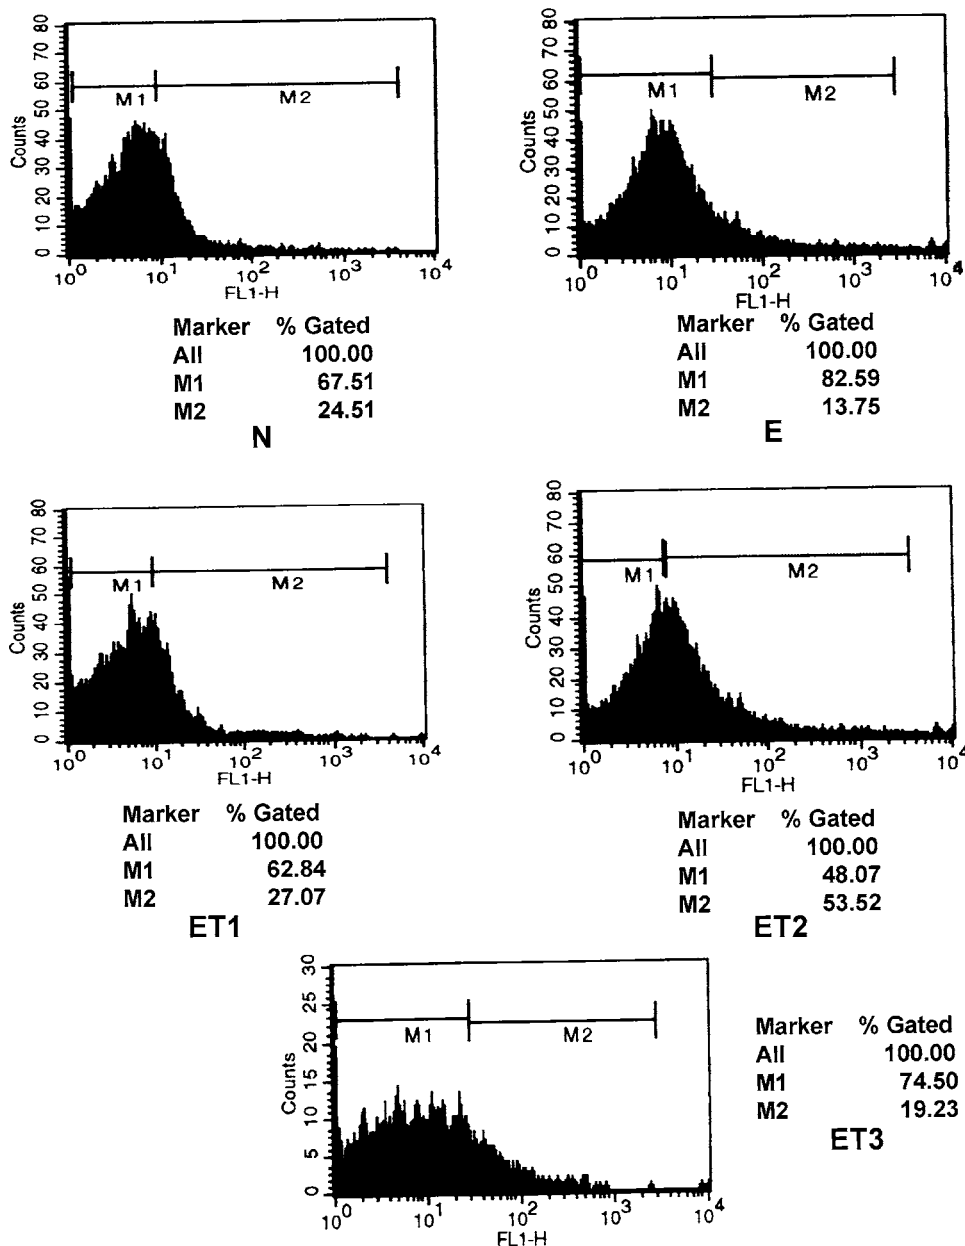 80
70
60
50
40
30
20
10
0
Counts
M1
M2
10^0
10^1
10^2
10^3
10^4
FL1-H
Marker % Gated
All 100.00
M1 67.51
M2 24.51
N
80
70
60
50
40
30
20
10
0
Counts
M1
M2
10^0
10^1
10^2
10^3
10^4
FL1-H
Marker % Gated
All 100.00
M1 82.59
M2 13.75
E
80
70
60
50
40
30
20
10
0
Counts
M1
M2
10^0
10^1
10^2
10^3
10^4
FL1-H
Marker % Gated
All 100.00
M1 62.84
M2 27.07
ET1
80
70
60
50
40
30
20
10
0
Counts
M1
M2
10^0
10^1
10^2
10^3
10^4
FL1-H
Marker % Gated
All 100.00
M1 48.07
M2 53.52
ET2
30
25
20
15
10
5
0
Counts
M1
M2
10^0
10^1
10^2
10^3
10^4
FL1-H
Marker % Gated
All 100.00
M1 74.50
M2 19.23
ET3